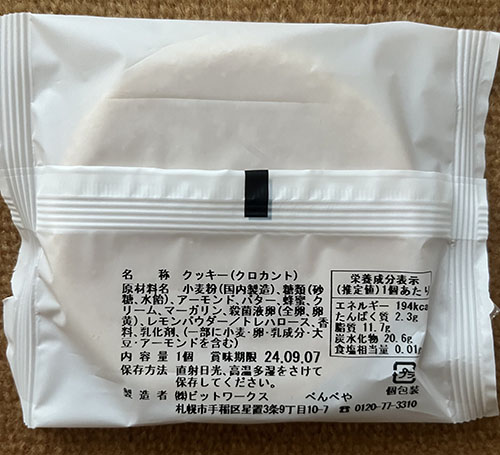 名　称　クッキー(クロカント)
原材料名　小麦粉(国内製造)、糖類(砂
糖、水飴)、アーモンド、バター、蜂蜜、ク
リーム、マーガリン、殺菌液卵(全卵、卵
黄)、レモンパウダー/トレハロース、香
料、乳化剤、(一部に小麦・卵・乳成分・大
豆・アーモンドを含む)
内 容 量 1個　賞味期限 24.09.07
保存方法　直射日光、高温多湿をさけて
保存してください。
製 造 者 ㈱ビットワークス　ぺんぺや
札幌市手稲区星置3条9丁目10-7 ☎ 0120-77-3310
栄養成分表示
(推定値)1個あたり
エネルギー 194kcal
たんぱく質 2.3g
脂質 11.7g
炭水化物 20.6g
食塩相当量 0.01g
プラ
個包装